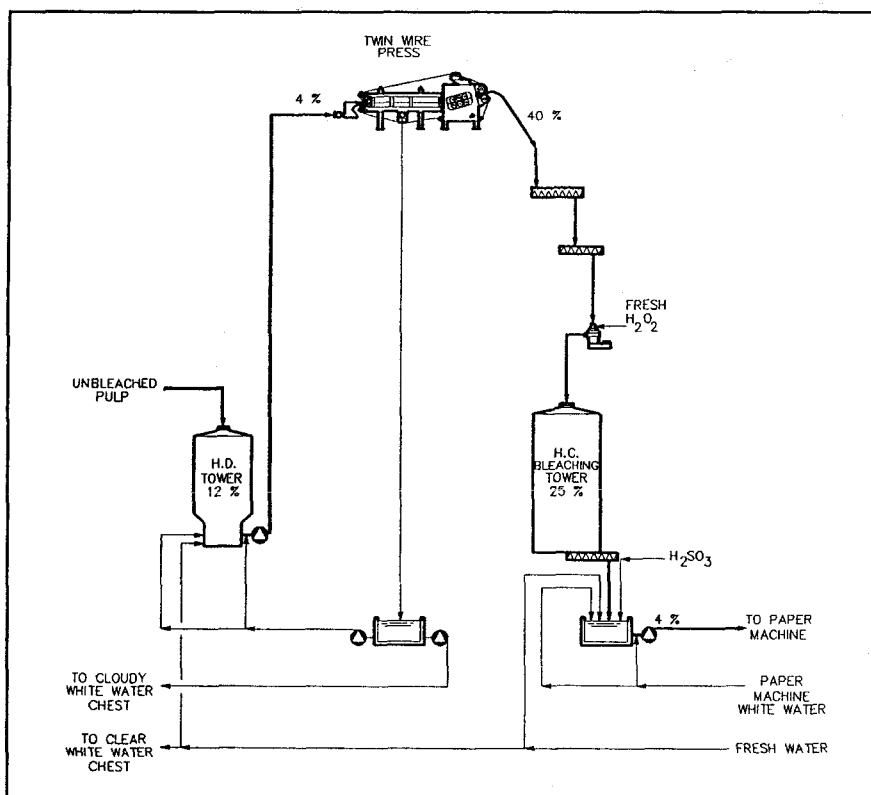 TWIN WIRE
PRESS
4 %
40 %
FRESH
H2O2
UNBLEACHED
PULP
H.D.
TOWER
12 %
H.C.
BLEACHING
TOWER
25 %
H2SO3
4 %
TO PAPER
MACHINE
TO CLOUDY
WHITE WATER
CHEST
PAPER
MACHINE
WHITE WATER
TO CLEAR
WHITE WATER
CHEST
FRESH WATER